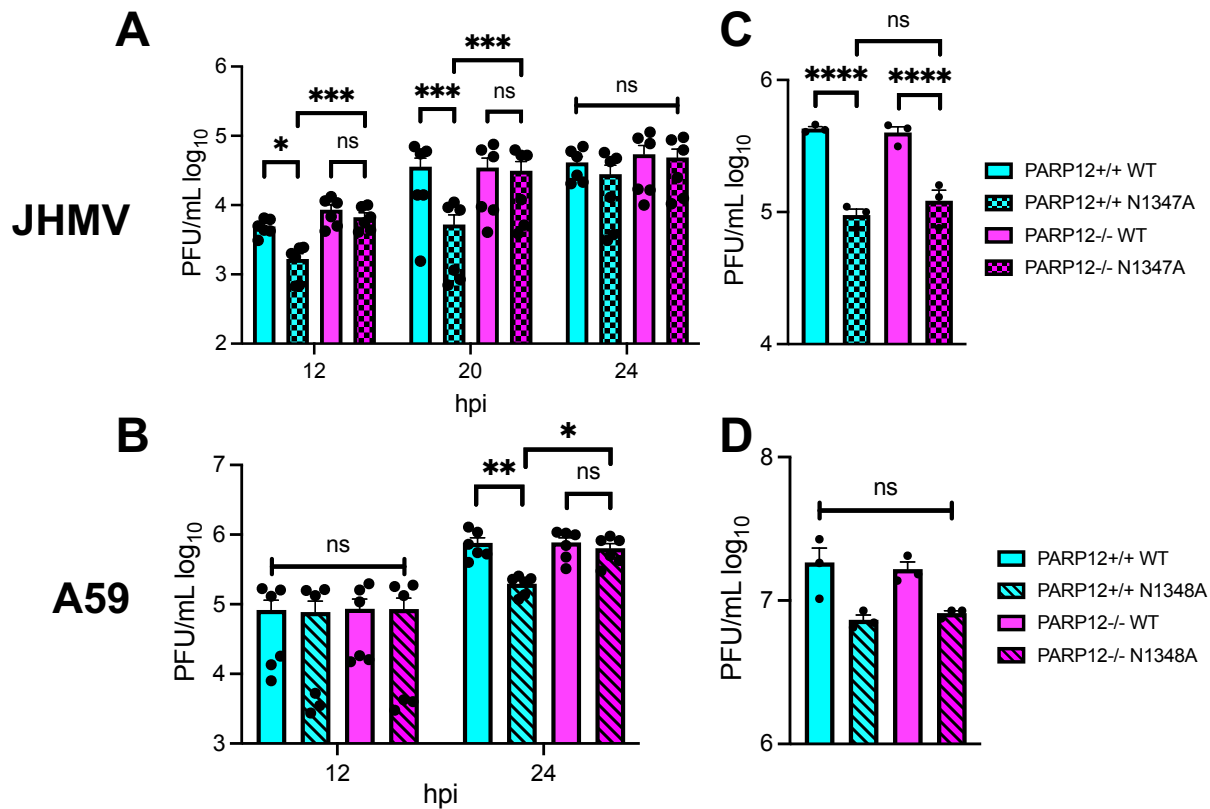 A
JHMV
PFU/mL log10
6
5
4
3
2
*
***
ns
***
***
ns
ns
12
20
24
hpi
C
PFU/mL log10
6
5
4
****
****
ns
PARP12+/+ WT
PARP12+/+ N1347A
PARP12-/- WT
PARP12-/- N1347A
B
A59
PFU/mL log10
7
6
5
4
3
ns
**
*
ns
12
24
hpi
D
PFU/mL log10
8
7
6
ns
PARP12+/+ WT
PARP12+/+ N1348A
PARP12-/- WT
PARP12-/- N1348A